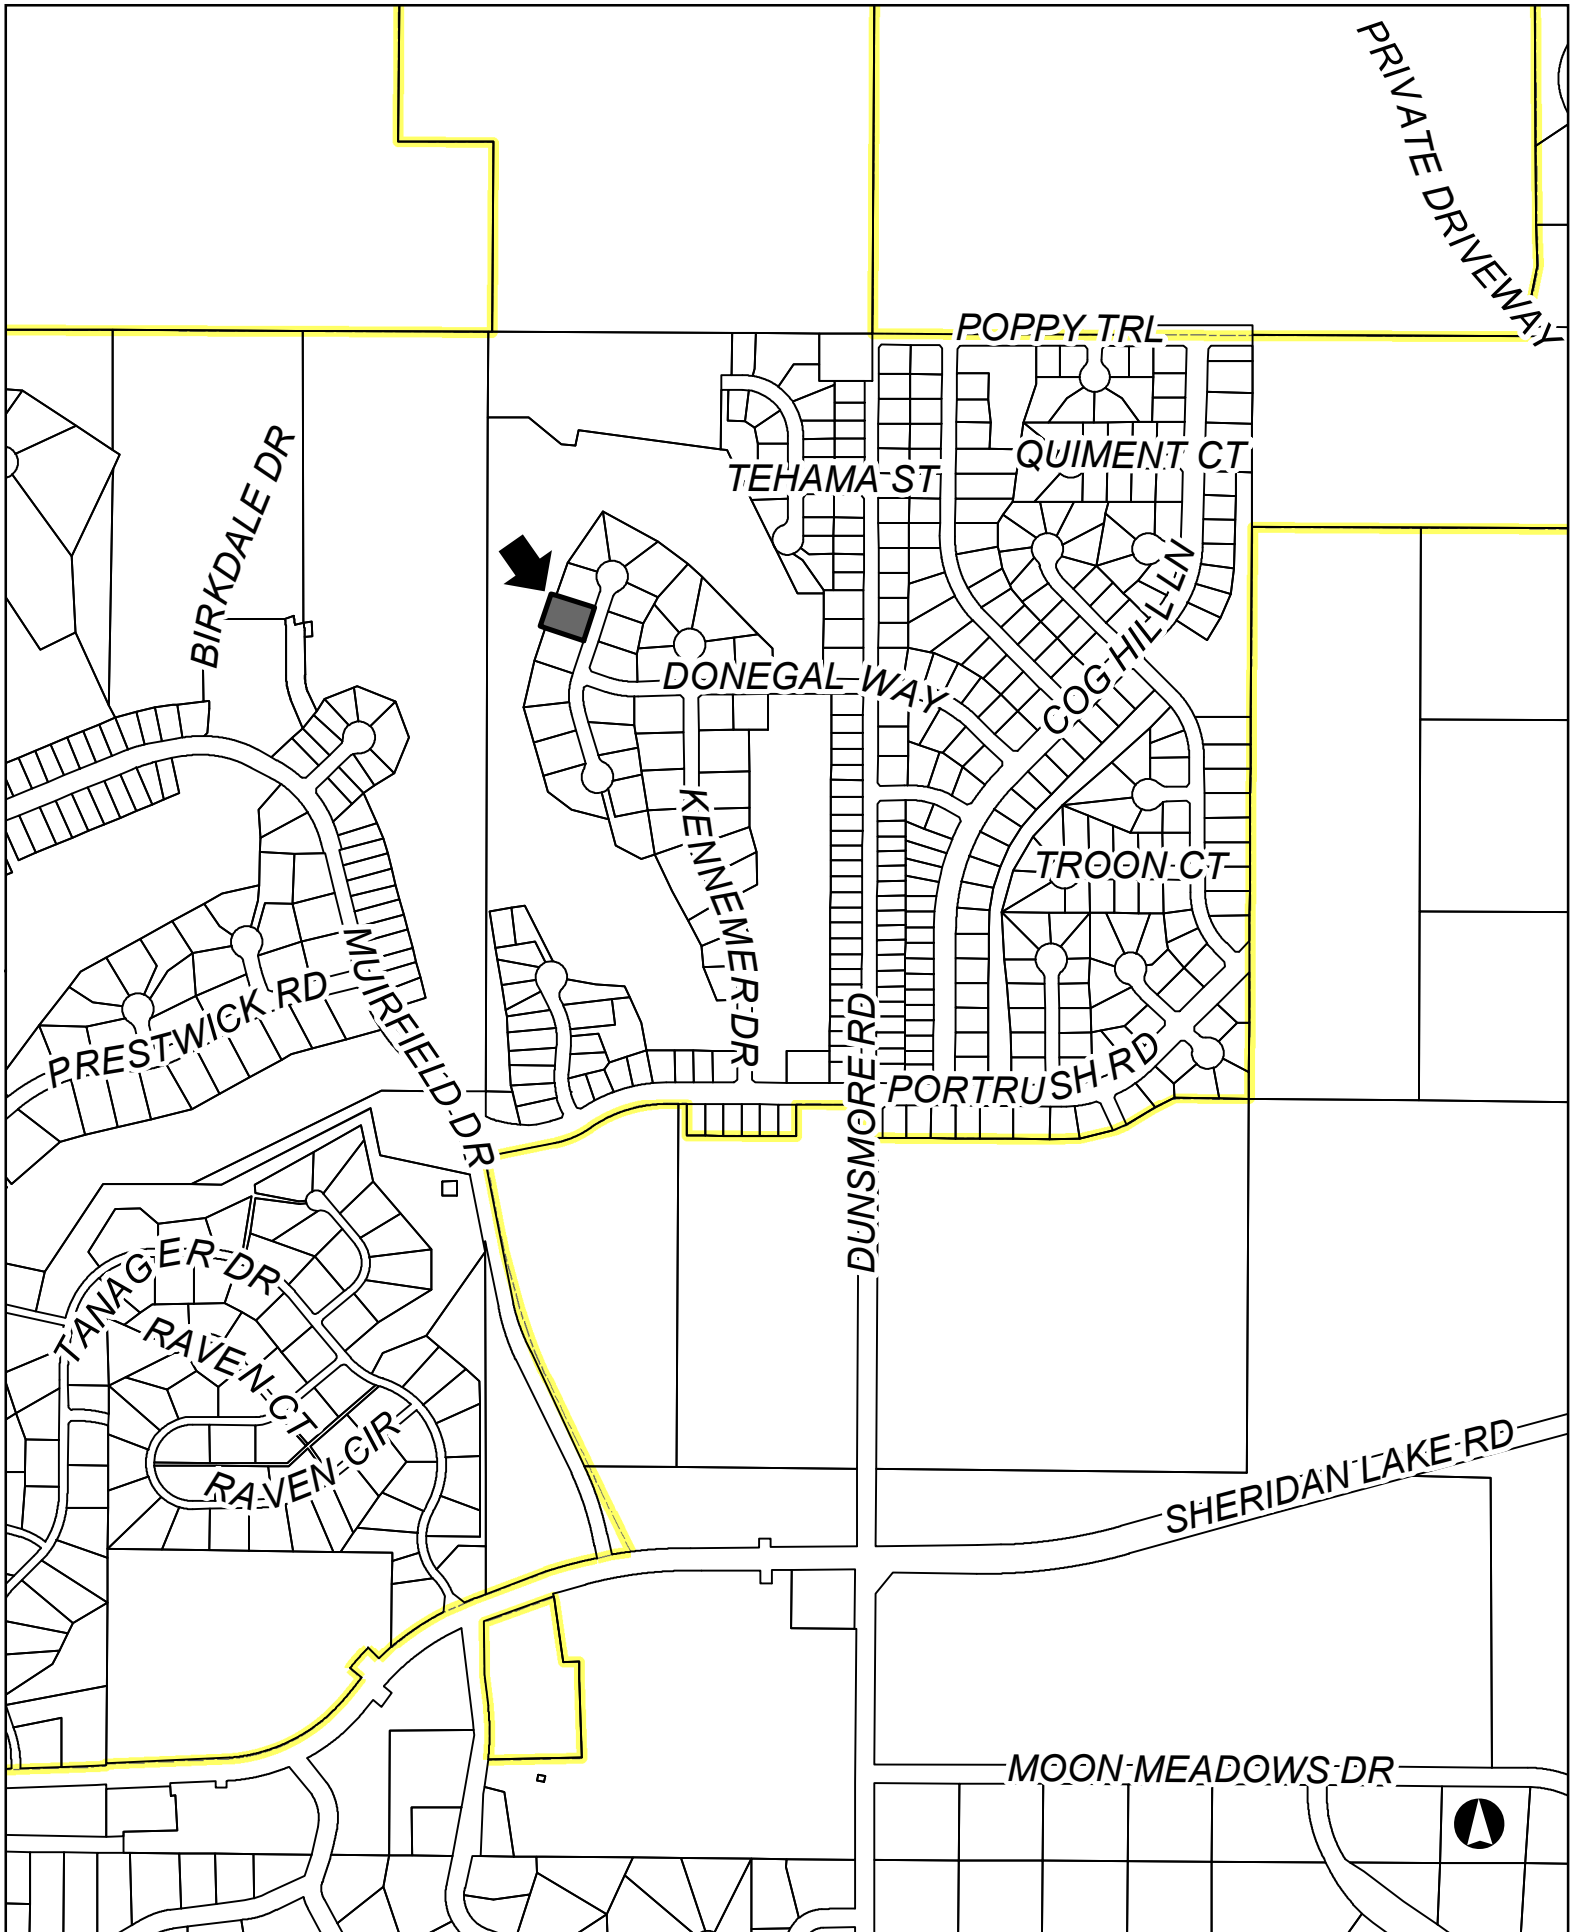 PRIVATE DRIVEWAY
POPPY TRL
QUIMENT CT
TEHAMA ST
BIRKDALE DR
COG HILL LN
DONEGAL WAY
KENNEMER DR
TROON CT
MUIRFIELD DR
PRESTWICK RD
DUNSMORE RD
PORTRUSH RD
TANAGER DR
RAVEN CT
RAVEN CIR
SHERIDAN LAKE RD
MOON MEADOWS DR